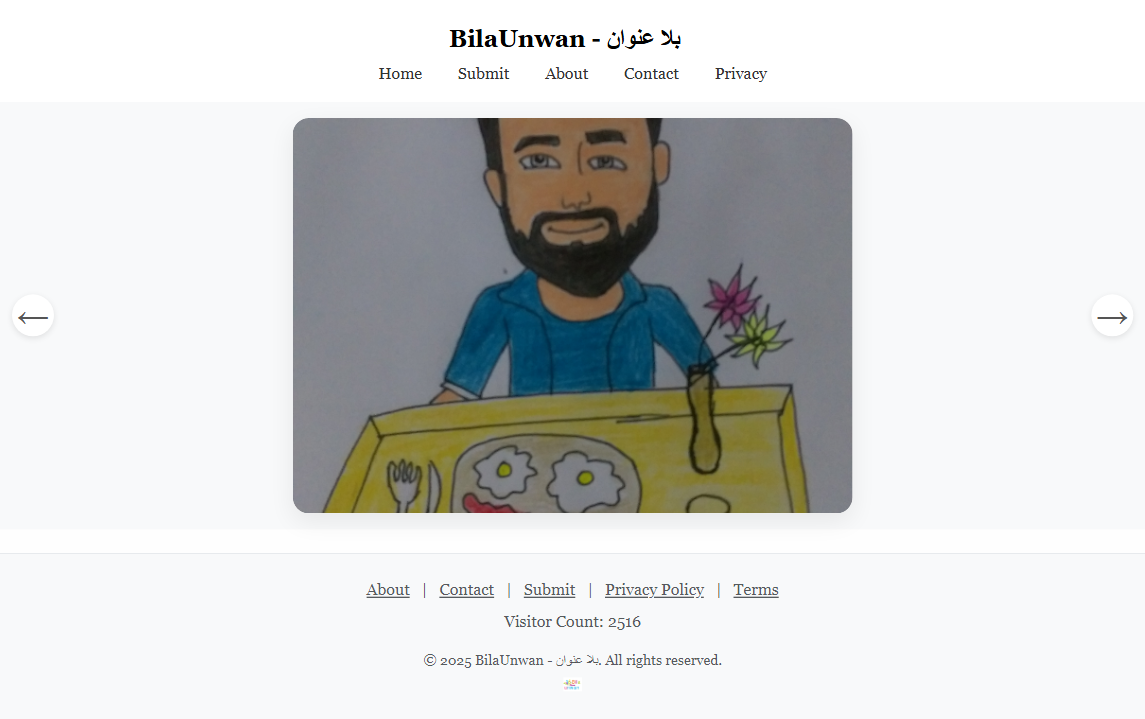 BilaUnwan - بلا عنوان
Home Submit About Contact Privacy
About | Contact | Submit | Privacy Policy | Terms
Visitor Count: 2516
© 2025 BilaUnwan - بلا عنوان. All rights reserved.